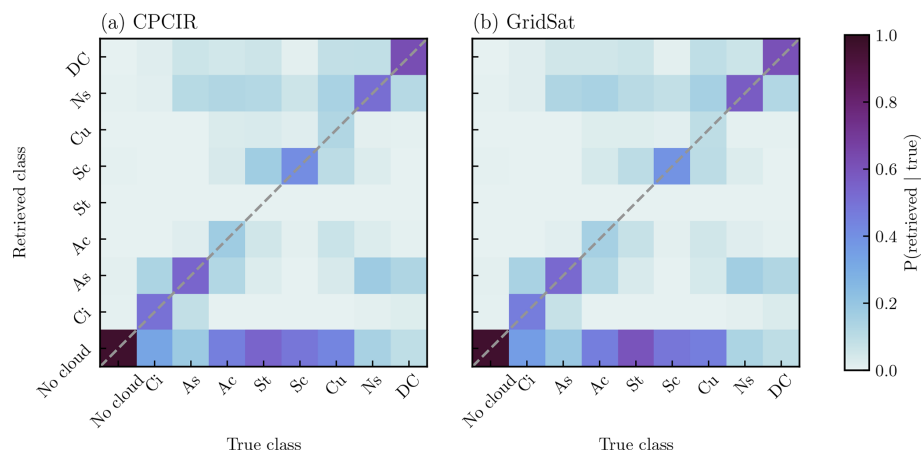 (a) CPCIR
(b) GridSat
Retrieved class
DC
Ns
Cu
Sc
St
Ac
As
Ci
No cloud
No cloud
Ci
As
Ac
St
Sc
Cu
Ns
DC
True class
No cloud
Ci
As
Ac
St
Sc
Cu
Ns
DC
True class
1.0
0.8
0.6
0.4
0.2
0.0
P(retrieved | true)